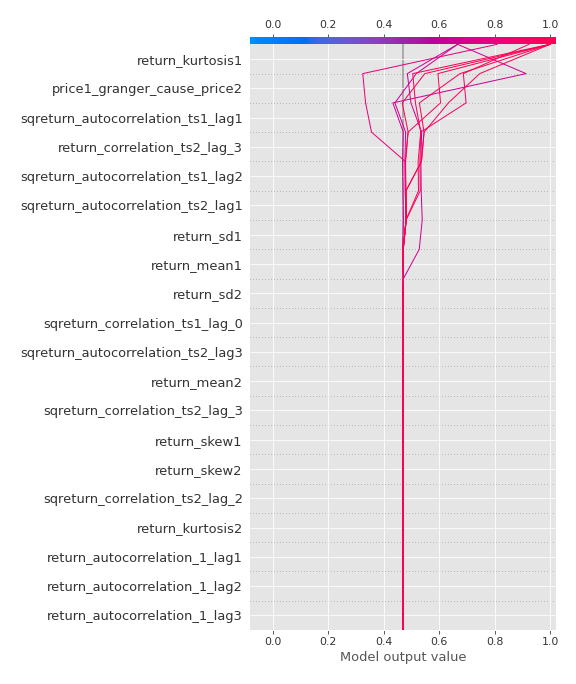 0.0 0.2 0.4 0.6 0.8 1.0
return_kurtosis1
price1_granger_cause_price2
sqreturn_autocorrelation_ts1_lag1
return_correlation_ts2_lag_3
sqreturn_autocorrelation_ts1_lag2
sqreturn_autocorrelation_ts2_lag1
return_sd1
return_mean1
return_sd2
sqreturn_correlation_ts1_lag_0
sqreturn_autocorrelation_ts2_lag3
return_mean2
sqreturn_correlation_ts2_lag_3
return_skew1
return_skew2
sqreturn_correlation_ts2_lag_2
return_kurtosis2
return_autocorrelation_1_lag1
return_autocorrelation_1_lag2
return_autocorrelation_1_lag3
0.0 0.2 0.4 0.6 0.8 1.0
Model output value